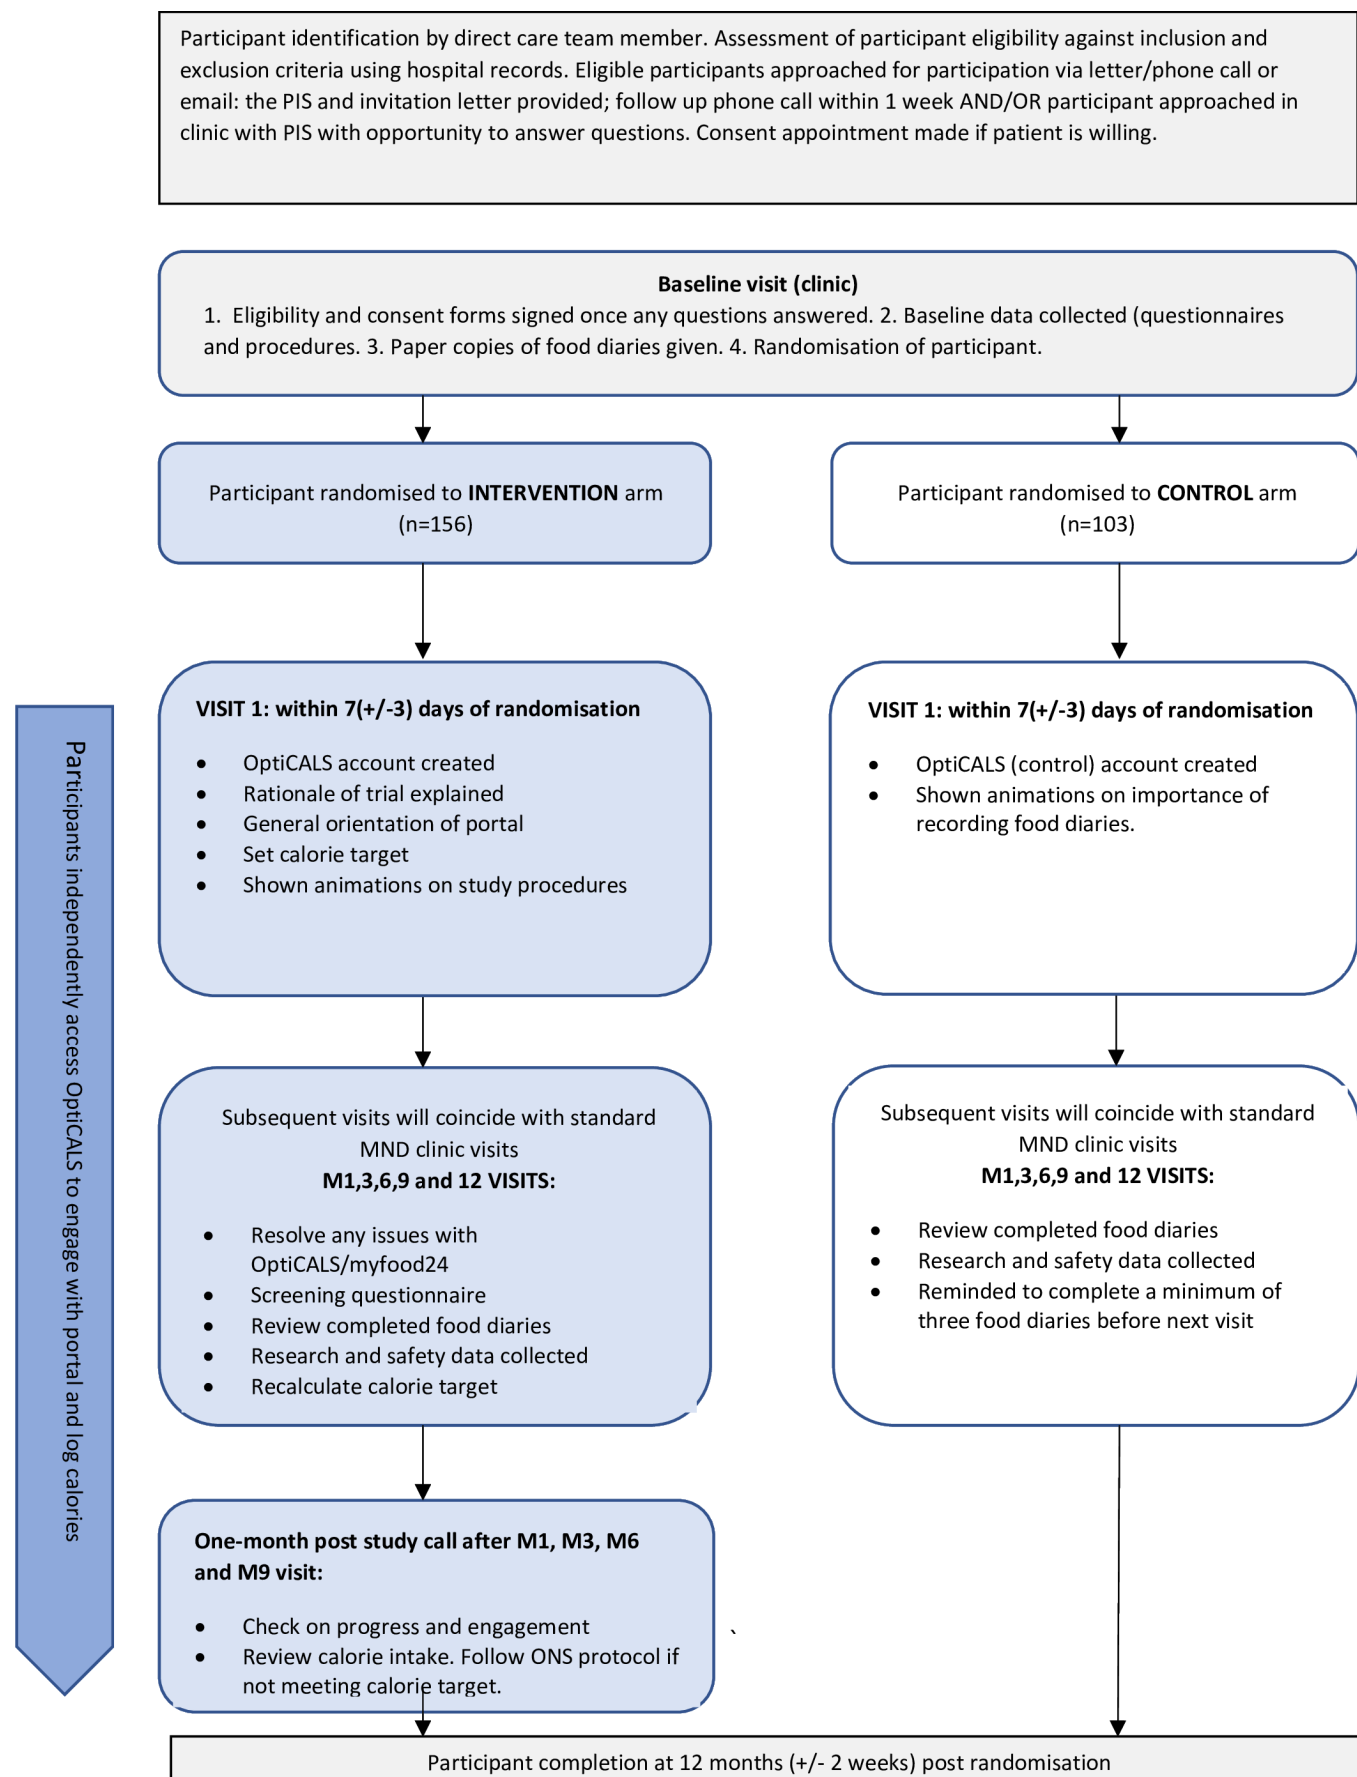 Participant identification by direct care team member. Assessment of participant eligibility against inclusion and
exclusion criteria using hospital records. Eligible participants approached for participation via letter/phone call or
email: the PIS and invitation letter provided; follow up phone call within 1 week AND/OR participant approached in
clinic with PIS with opportunity to answer questions. Consent appointment made if patient is willing.
Baseline visit (clinic)
1. Eligibility and consent forms signed once any questions answered. 2. Baseline data collected (questionnaires
and procedures. 3. Paper copies of food diaries given. 4. Randomisation of participant.
Participant randomised to INTERVENTION arm
(n=156)
Participant randomised to CONTROL arm
(n=103)
Participants independently access OptiCALS to engage with portal and log calories
VISIT 1: within 7(+/-3) days of randomisation
• OptiCALS account created
• Rationale of trial explained
• General orientation of portal
• Set calorie target
• Shown animations on study procedures
VISIT 1: within 7(+/-3) days of randomisation
• OptiCALS (control) account created
• Shown animations on importance of
recording food diaries.
Subsequent visits will coincide with standard
MND clinic visits
M1,3,6,9 and 12 VISITS:
• Resolve any issues with
OptiCALS/myfood24
• Screening questionnaire
• Review completed food diaries
• Research and safety data collected
• Recalculate calorie target
Subsequent visits will coincide with standard
MND clinic visits
M1,3,6,9 and 12 VISITS:
• Review completed food diaries
• Research and safety data collected
• Reminded to complete a minimum of
three food diaries before next visit
One-month post study call after M1, M3, M6
and M9 visit:
• Check on progress and engagement
• Review calorie intake. Follow ONS protocol if
not meeting calorie target.
`
Participant completion at 12 months (+/- 2 weeks) post randomisation